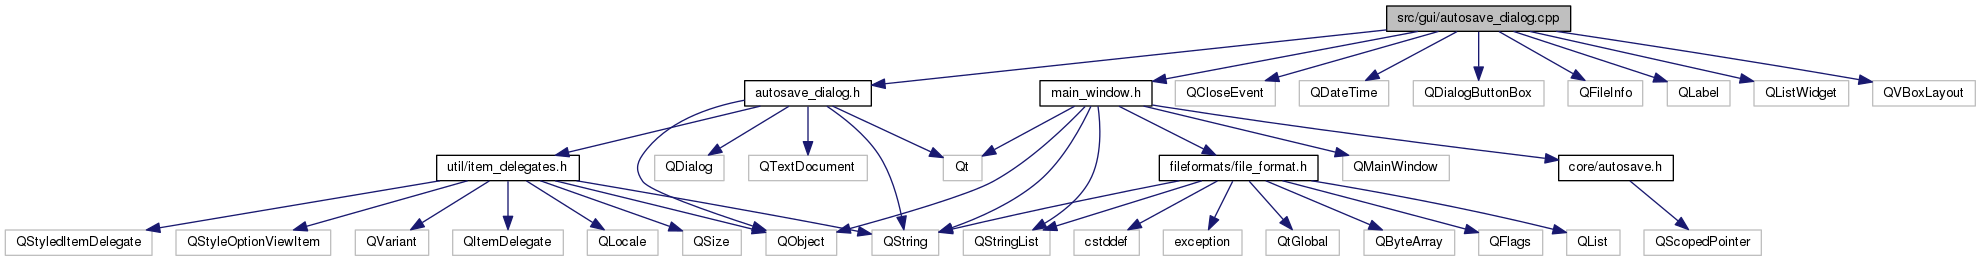 src/gui/autosave_dialog.cpp
autosave_dialog.h
main_window.h
QCloseEvent
QDateTime
QDialogButtonBox
QFileInfo
QLabel
QListWidget
QVBoxLayout
util/item_delegates.h
QDialog
QTextDocument
Qt
fileformats/file_format.h
QMainWindow
core/autosave.h
QStyledItemDelegate
QStyleOptionViewItem
QVariant
QItemDelegate
QLocale
QSize
QObject
QString
QStringList
cstddef
exception
QtGlobal
QByteArray
QFlags
QList
QScopedPointer